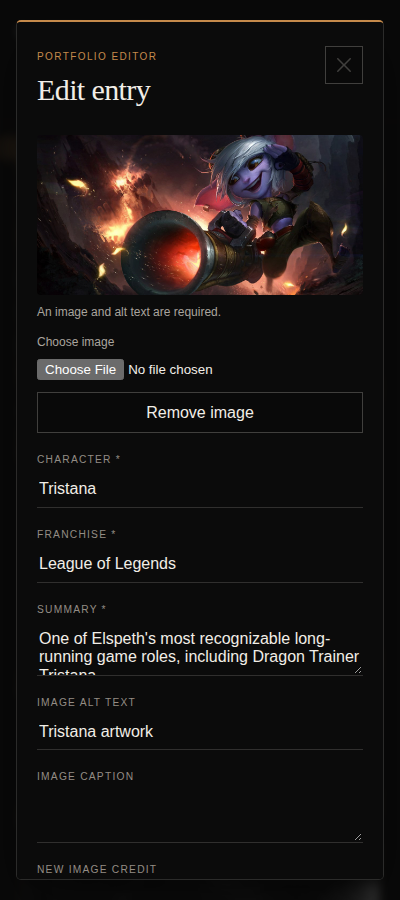 PORTFOLIO EDITOR
Edit entry
An image and alt text are required.
Choose image
Choose File No file chosen
Remove image
CHARACTER *
Tristana
FRANCHISE *
League of Legends
SUMMARY *
One of Elspeth's most recognizable long-
running game roles, including Dragon Trainer
Tristana
IMAGE ALT TEXT
Tristana artwork
IMAGE CAPTION
NEW IMAGE CREDIT